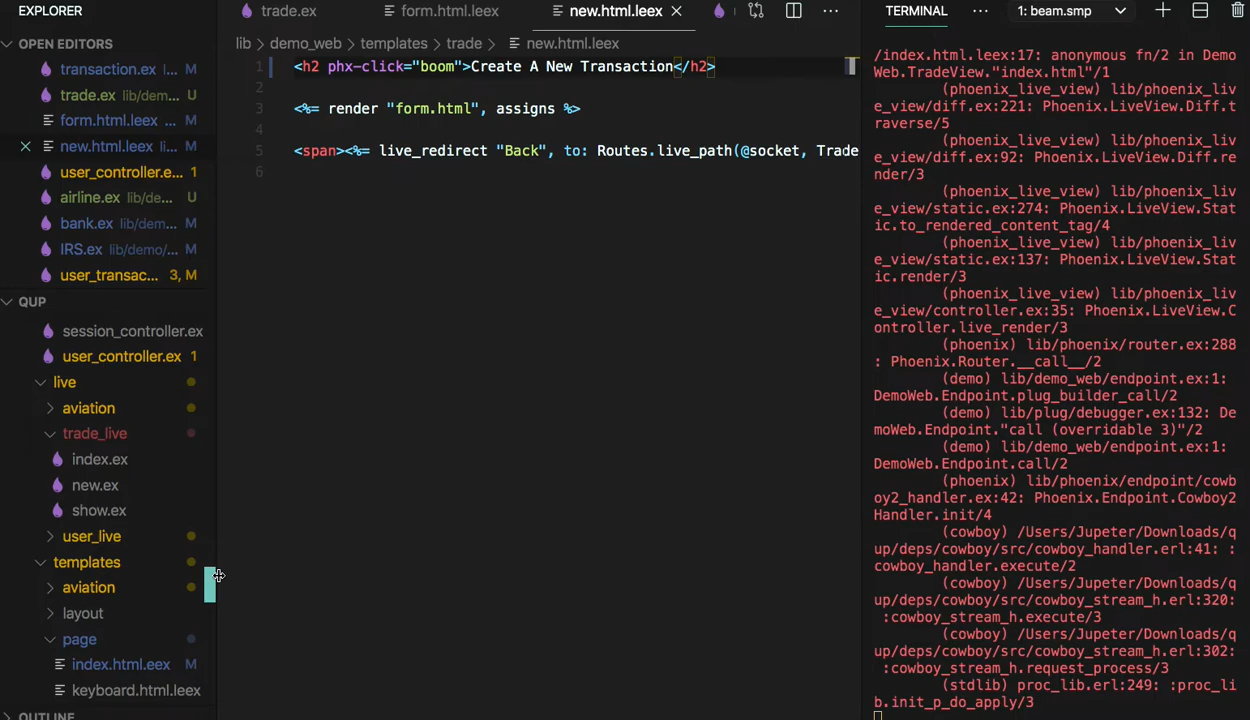 EXPLORER
OPEN EDITORS
transaction.ex l... M
trade.ex lib/dem... U
form.html.leex ... M
new.html.leex li... M
user_controller.e... 1
airline.ex lib/de... U
bank.ex lib/dem... M
IRS.ex lib/demo/... M
user_transac... 3, M
QUP
session_controller.ex
user_controller.ex 1
live
aviation
trade_live
index.ex
new.ex
show.ex
user_live
templates
aviation
layout
page
index.html.eex M
keyboard.html.leex
OUTLINE
trade.ex form.html.leex new.html.leex
lib > demo_web > templates > trade > new.html.leex
1 <h2 phx-click="boom">Create A New Transaction</h2>
2
3 <%= render "form.html", assigns %>
4
5 <span><%= live_redirect "Back", to: Routes.live_path(@socket, Trade
6
TERMINAL ... 1: beam.smp
/index.html.leex:17: anonymous fn/2 in Demo
Web.TradeView."index.html"/1
(phoenix_live_view) lib/phoenix_liv
e_view/diff.ex:221: Phoenix.LiveView.Diff.t
raverse/5
(phoenix_live_view) lib/phoenix_liv
e_view/diff.ex:92: Phoenix.LiveView.Diff.re
nder/3
(phoenix_live_view) lib/phoenix_liv
e_view/static.ex:274: Phoenix.LiveView.Stat
ic.to_rendered_content_tag/4
(phoenix_live_view) lib/phoenix_liv
e_view/static.ex:137: Phoenix.LiveView.Stat
ic.render/3
(phoenix_live_view) lib/phoenix_liv
e_view/controller.ex:35: Phoenix.LiveView.C
ontroller.live_render/3
(phoenix) lib/phoenix/router.ex:288
: Phoenix.Router.__call__/2
(demo) lib/demo_web/endpoint.ex:1:
DemoWeb.Endpoint.plug_builder_call/2
(demo) lib/plug/debugger.ex:132: De
moWeb.Endpoint."call (overridable 3)"/2
(demo) lib/demo_web/endpoint.ex:1:
DemoWeb.Endpoint.call/2
(phoenix) lib/phoenix/endpoint/cowb
oy2_handler.ex:42: Phoenix.Endpoint.Cowboy2
Handler.init/4
(cowboy) /Users/Jupeter/Downloads/q
up/deps/cowboy/src/cowboy_handler.erl:41: :
cowboy_handler.execute/2
(cowboy) /Users/Jupeter/Downloads/q
up/deps/cowboy/src/cowboy_stream_h.erl:320:
:cowboy_stream_h.execute/3
(cowboy) /Users/Jupeter/Downloads/q
up/deps/cowboy/src/cowboy_stream_h.erl:302:
:cowboy_stream_h.request_process/3
(stdlib) proc_lib.erl:249: :proc_li
b.init_p_do_apply/3